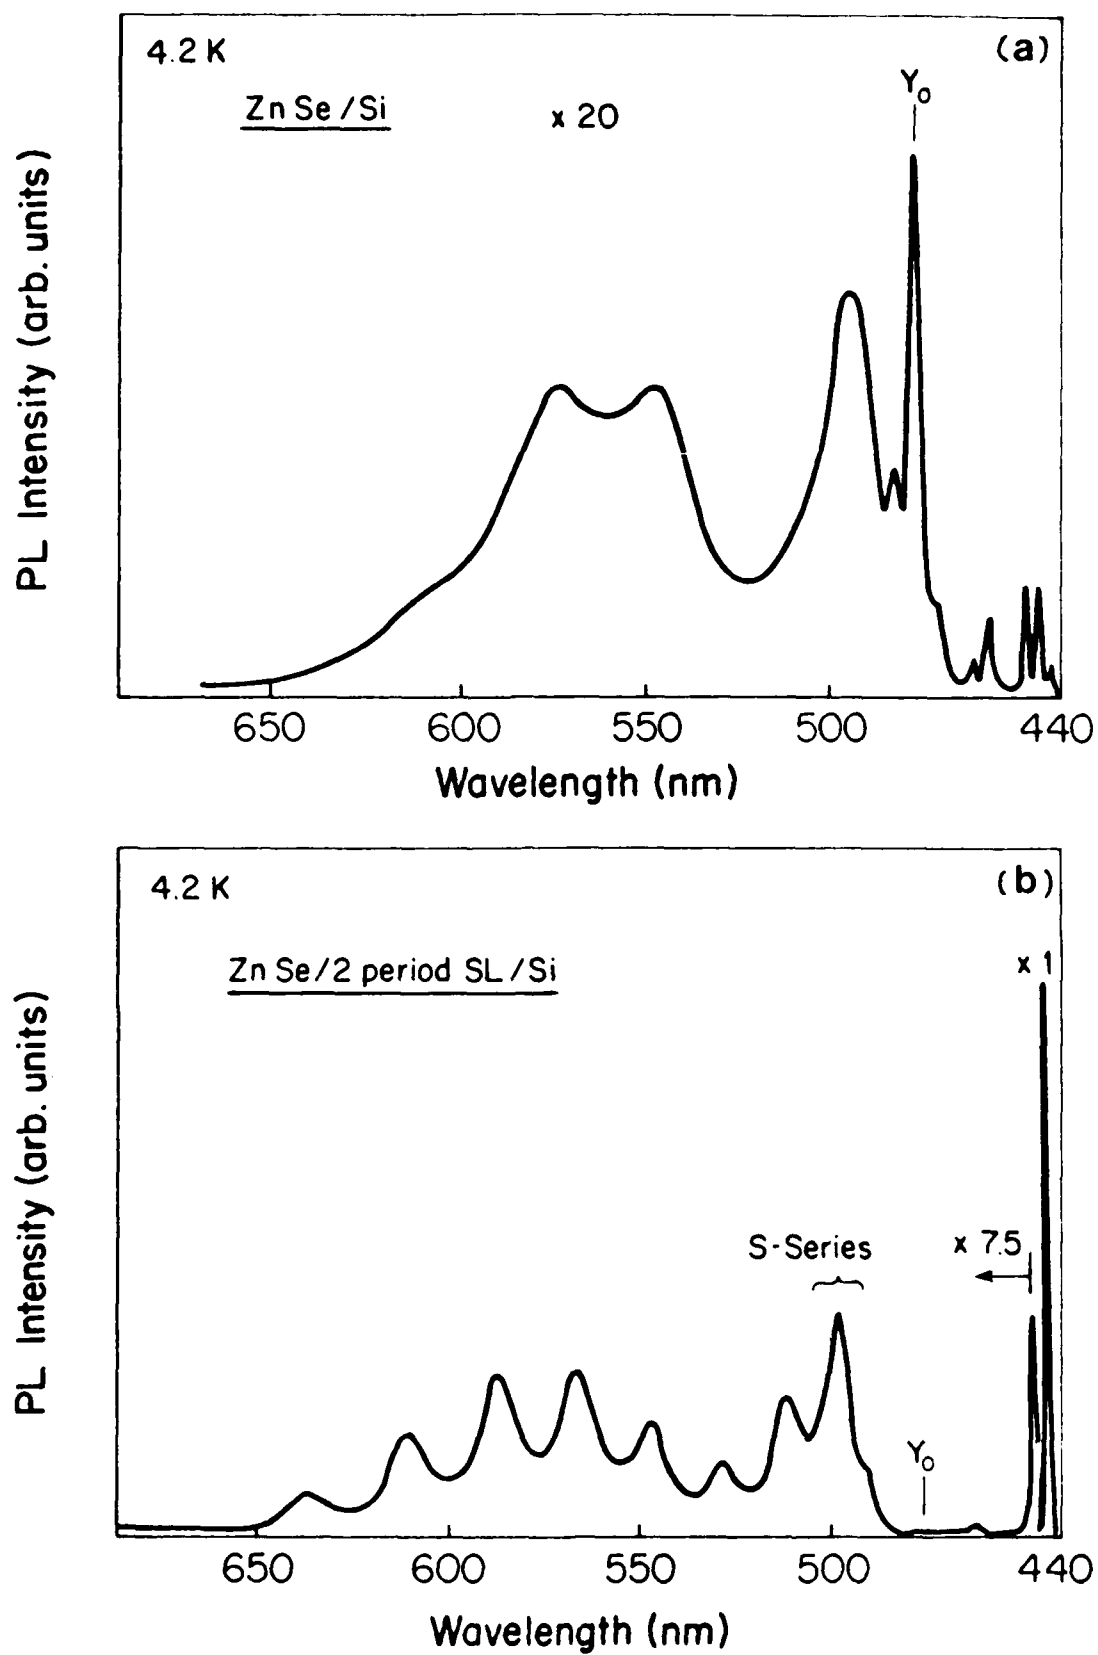 4.2 K
(a)
Zn Se / Si
x 20
Y0
PL Intensity (arb. units)
650 600 550 500 440
Wavelength (nm)
4.2 K
(b)
Zn Se/2 period SL / Si
x 1
S-Series
x 7.5
Y0
PL Intensity (arb. units)
650 600 550 500 440
Wavelength (nm)